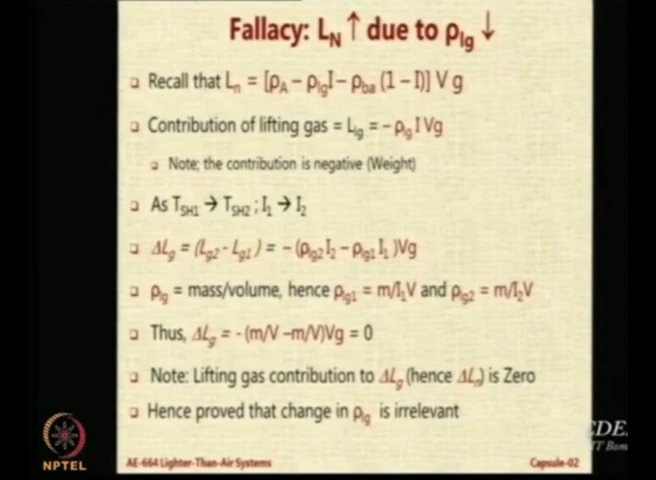 Fallacy: L_N ↑ due to ρ_lg ↓
Recall that L_n = [ρ_A – ρ_lg I – ρ_ba (1 – I)] V g
Contribution of lifting gas = L_lg = – ρ_lg I Vg
Note; the contribution is negative (Weight)
As T_SH1 → T_SH2 ; I_1 → I_2
ΔL_g = (L_g2 - L_g1) = – (ρ_lg2 I_2 – ρ_lg1 I_1)Vg
ρ_lg = mass/volume, hence ρ_lg1 = m/I_1V and ρ_lg2 = m/I_2V
Thus, ΔL_g = - (m/V –m/V)Vg = 0
Note: Lifting gas contribution to ΔL_g (hence ΔL_n) is Zero
Hence proved that change in ρ_lg is irrelevant
NPTEL
AE-664 Lighter-Than-Air Systems
Capsule-02
CDE
IT Bom